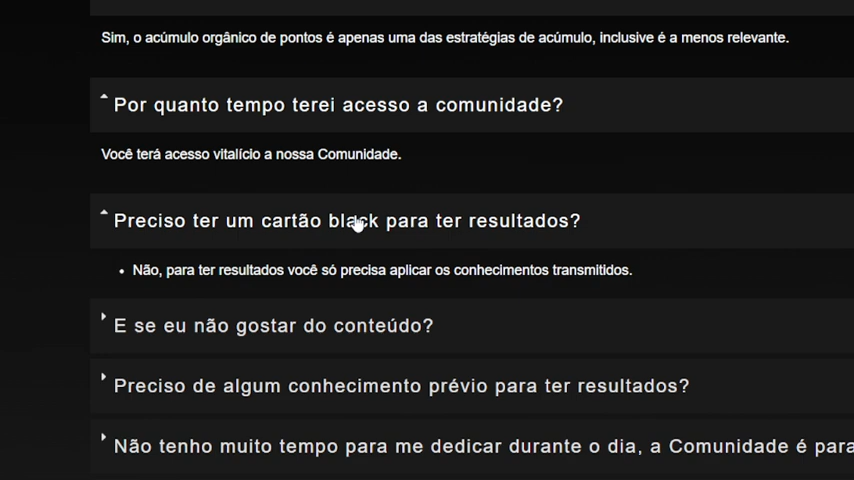 Sim, o acúmulo orgânico de pontos é apenas uma das estratégias de acúmulo, inclusive é a menos relevante.
Por quanto tempo terei acesso a comunidade?
Você terá acesso vitalício a nossa Comunidade.
Preciso ter um cartão black para ter resultados?
• Não, para ter resultados você só precisa aplicar os conhecimentos transmitidos.
E se eu não gostar do conteúdo?
Preciso de algum conhecimento prévio para ter resultados?
Não tenho muito tempo para me dedicar durante o dia, a Comunidade é para